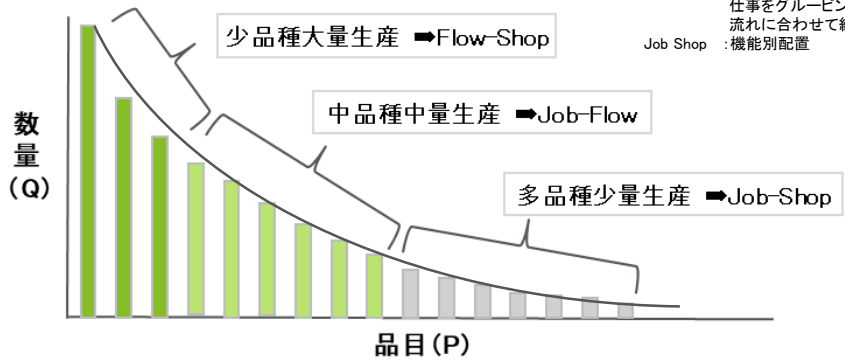 仕事をグルーピン
流れに合わせて
Job Shop :機能別配置
少品種大量生産 ➡Flow-Shop
中品種中量生産 ➡Job-Flow
多品種少量生産 ➡Job-Shop
数量
(Q)
品目(P)